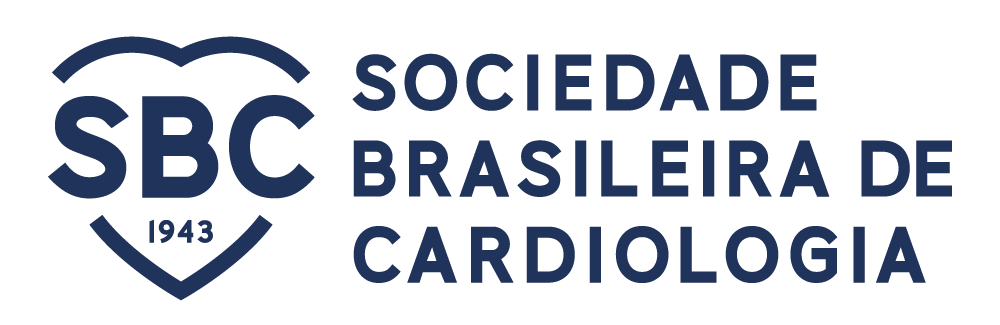 SBC
1943
SOCIEDADE
BRASILEIRA DE
CARDIOLOGIA